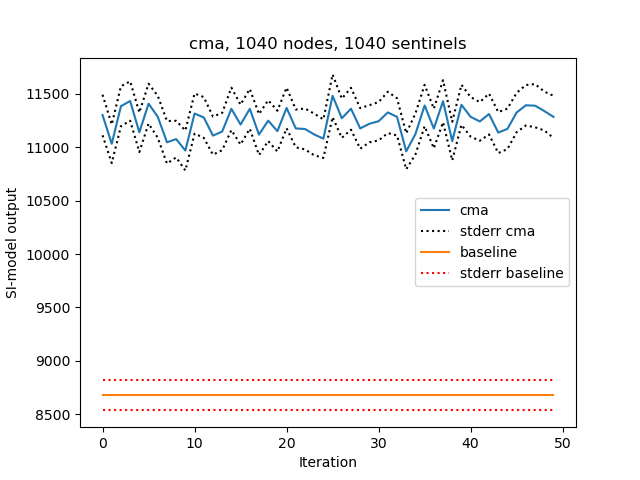 cma, 1040 nodes, 1040 sentinels
SI-model output
11500
11000
10500
10000
9500
9000
8500
cma
stderr cma
baseline
stderr baseline
0 10 20 30 40 50
Iteration